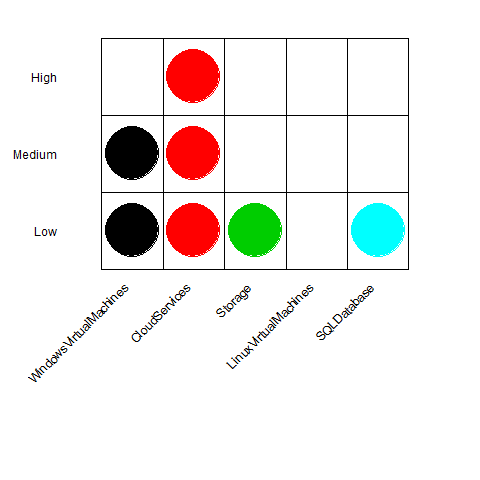 High
Medium
Low
WindowsVirtualMachines
CloudServices
Storage
LinuxVirtualMachines
SQLDatabase